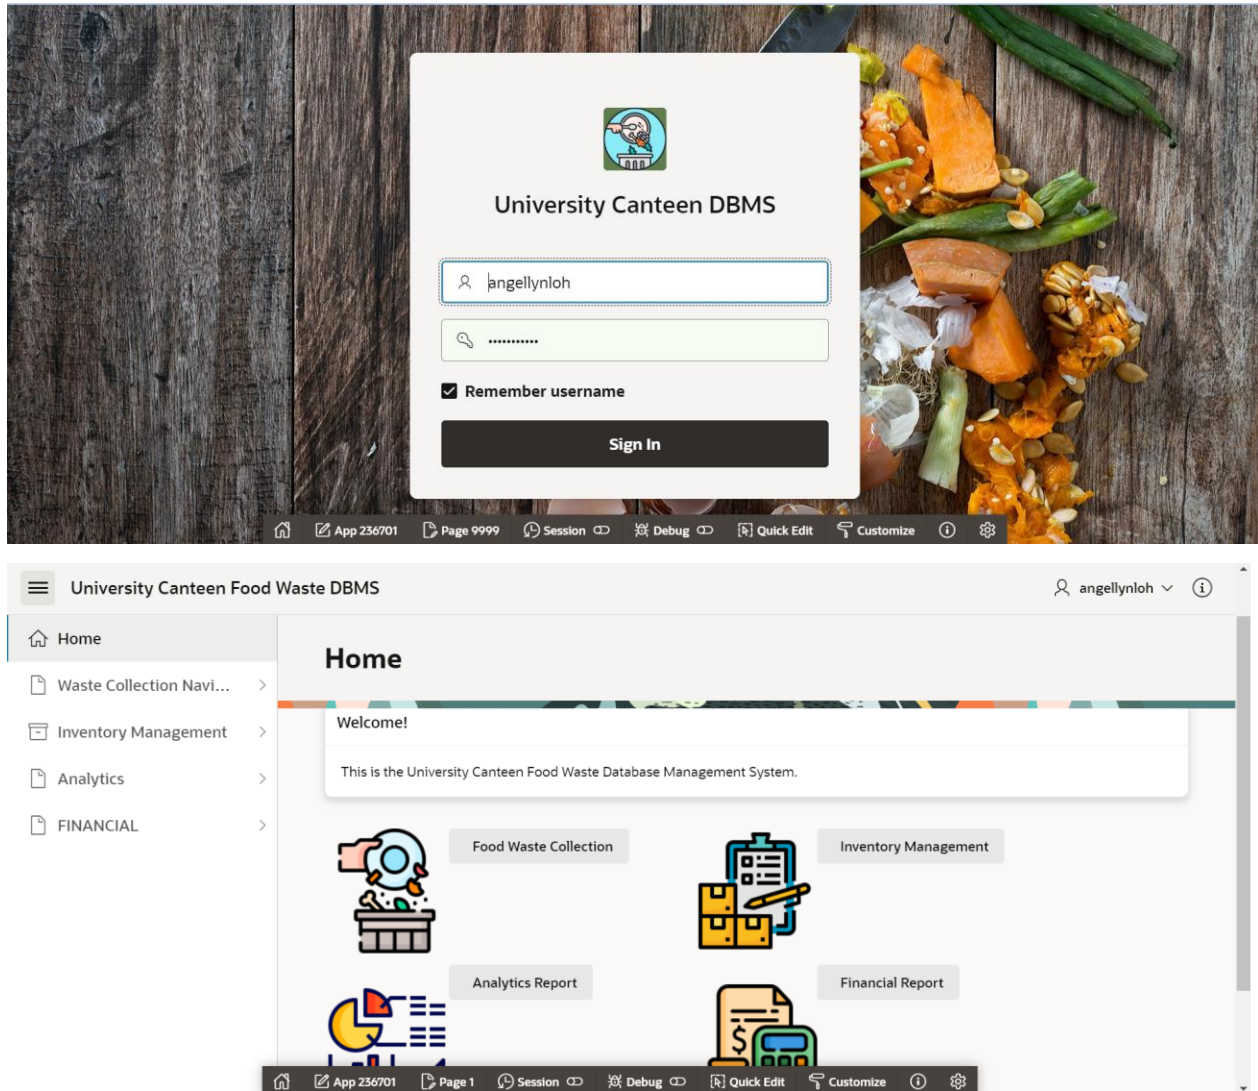 University Canteen DBMS
angellynloh
•••••••••••
Remember username
Sign In
App 236701 Page 9999 Session Debug Quick Edit Customize
University Canteen Food Waste DBMS angellynloh
Home
Waste Collection Navi...
Inventory Management
Analytics
FINANCIAL
Home
Welcome!
This is the University Canteen Food Waste Database Management System.
Food Waste Collection Inventory Management
Analytics Report Financial Report
App 236701 Page 1 Session Debug Quick Edit Customize